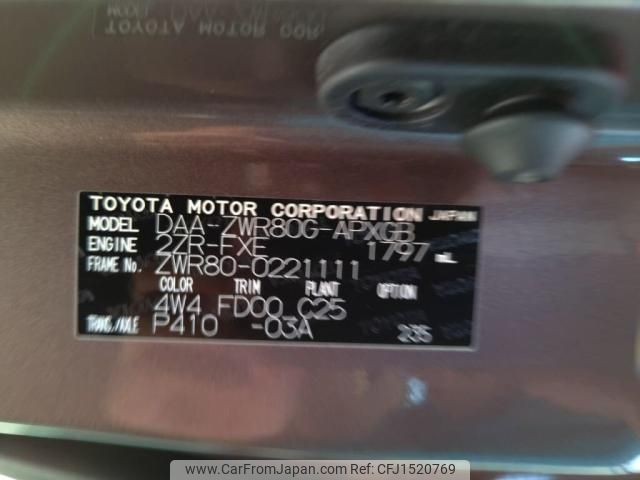 TOYOTA MOTOR CORPORATION JAPAN
MODEL DAA-ZWR80G-APXGB
ENGINE 2ZR-FXE 1797 mL
FRAME No. ZWR80-0221111
COLOR TRIM PLANT OPTION
4W4 FD00 C25
TRANS./AXLE P410 -03A 235
www.CarFromJapan.com | Ref No: CFJ1520769